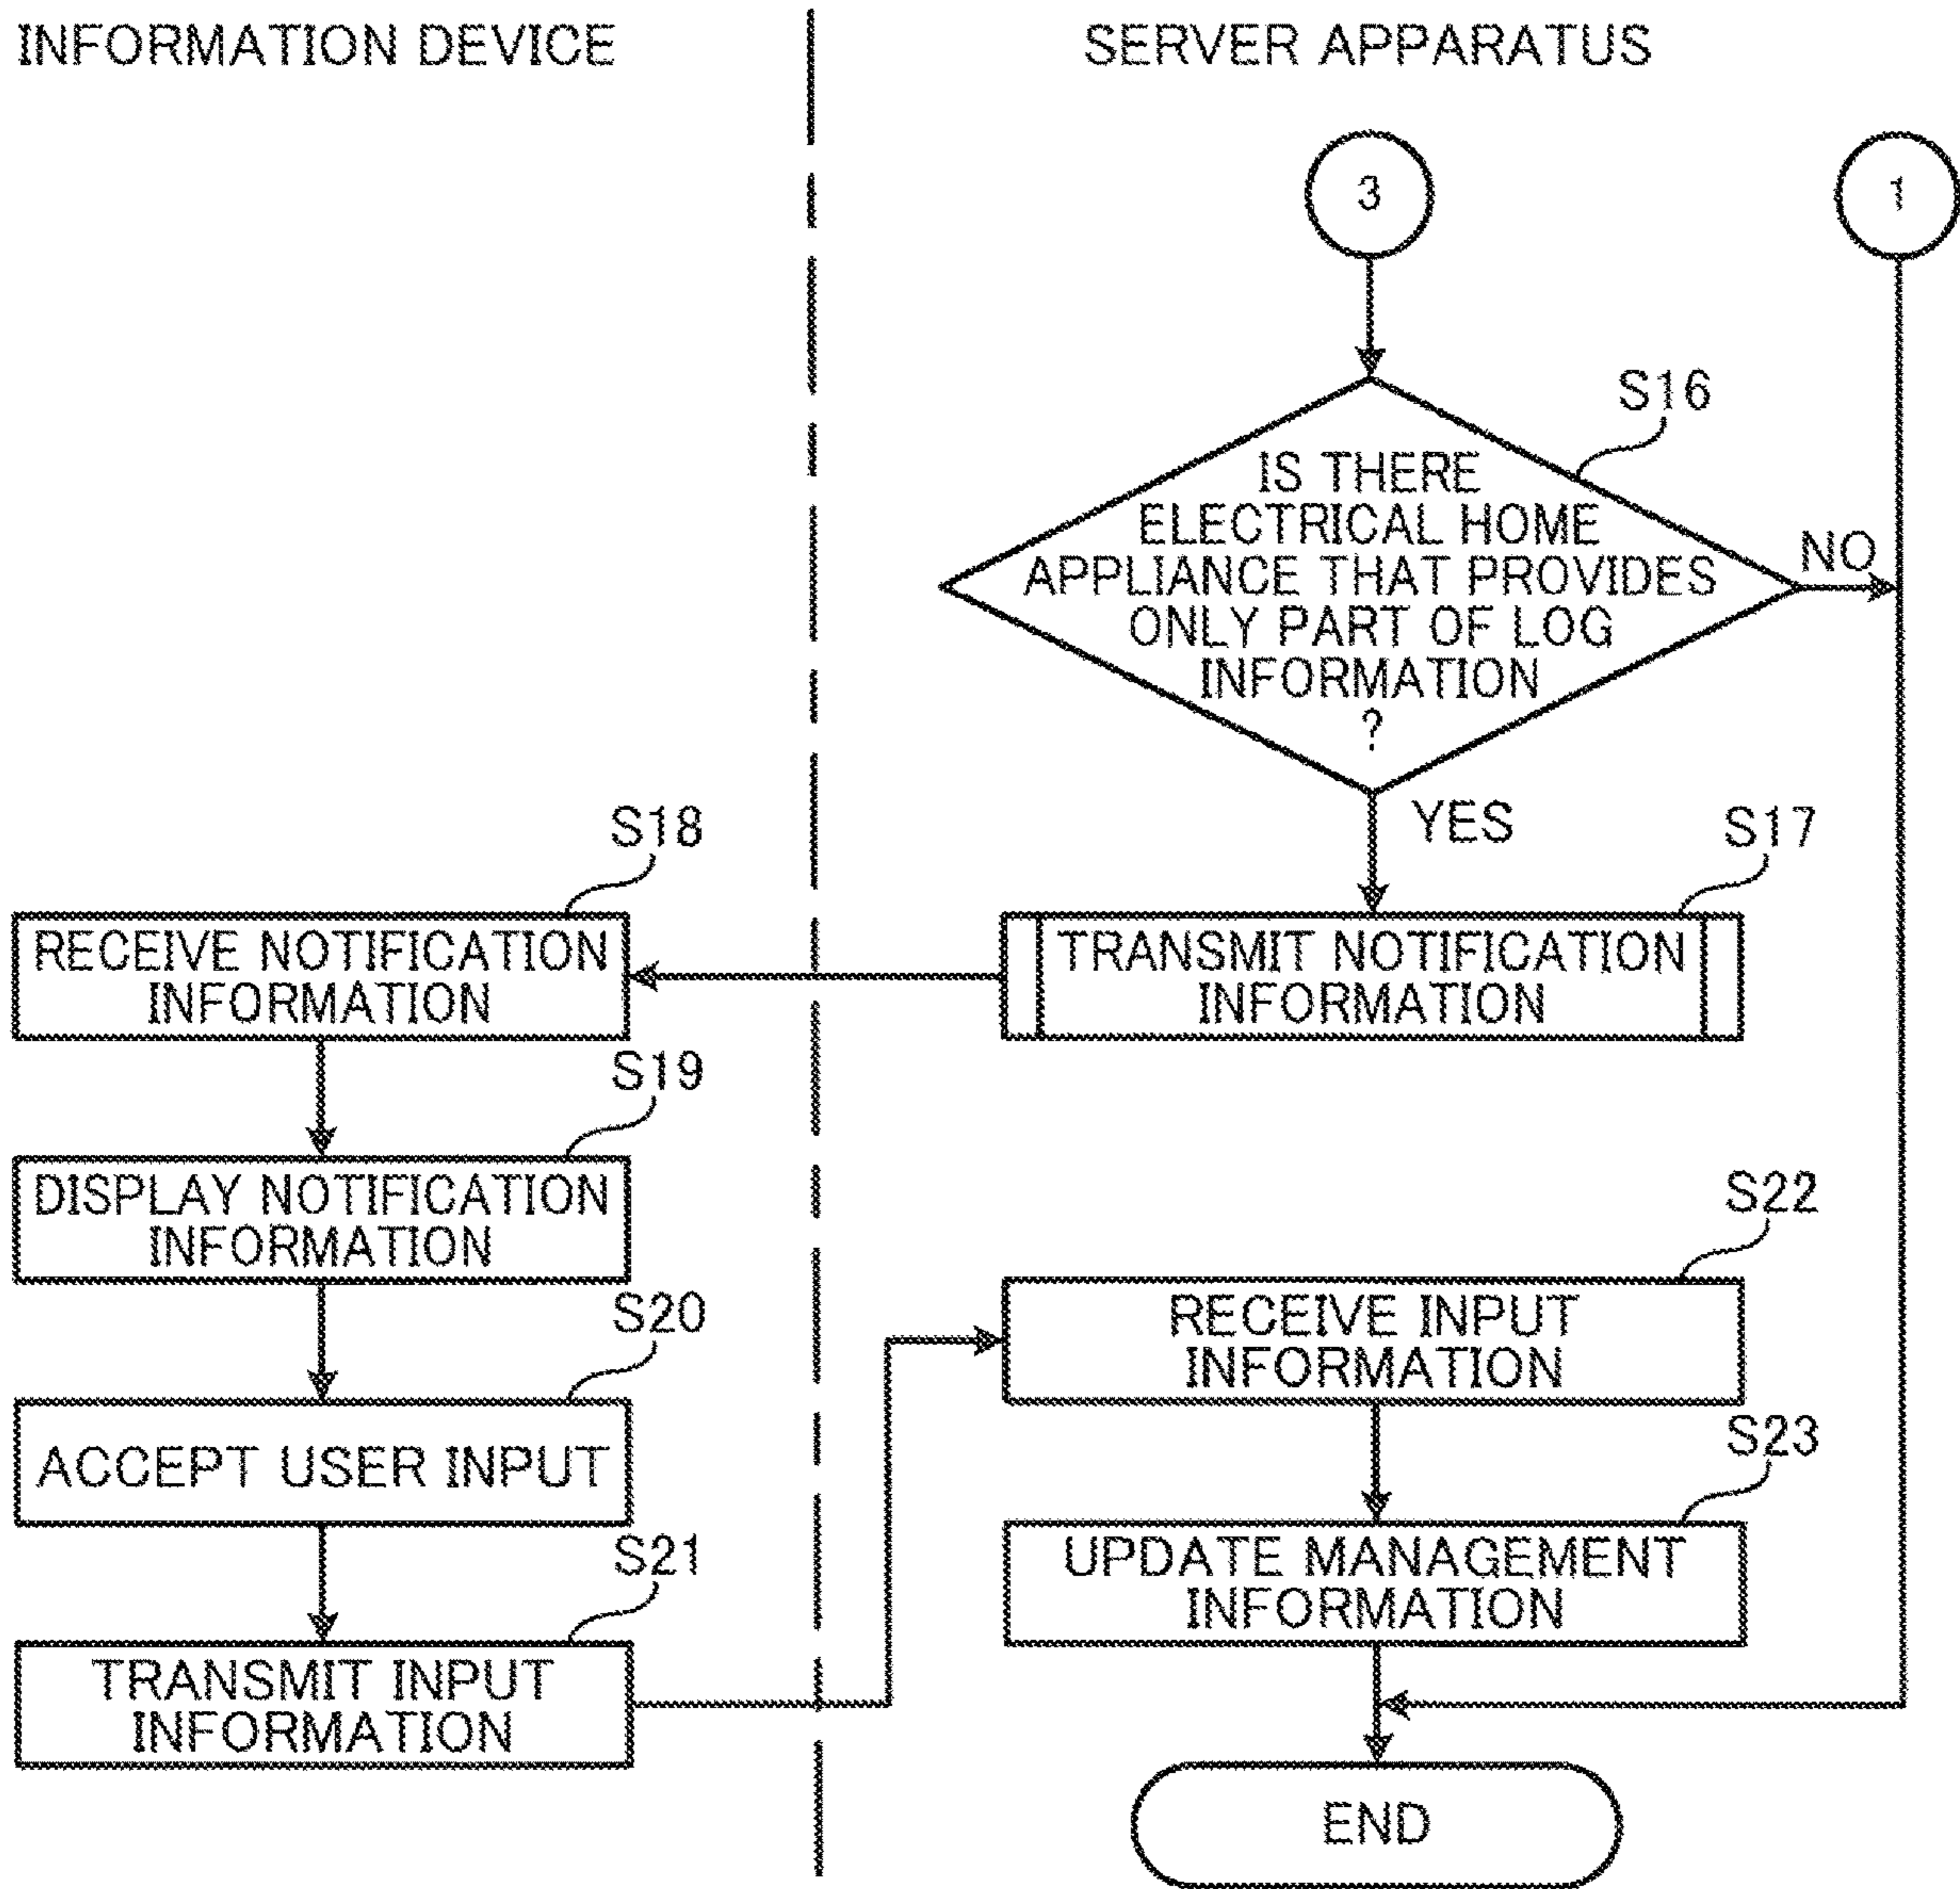 INFORMATION DEVICE
SERVER APPARATUS
3
1
S16
IS THERE
ELECTRICAL HOME
APPLIANCE THAT PROVIDES
ONLY PART OF LOG
INFORMATION
?
NO
YES
S17
TRANSMIT NOTIFICATION
INFORMATION
S18
RECEIVE NOTIFICATION
INFORMATION
S19
DISPLAY NOTIFICATION
INFORMATION
S20
ACCEPT USER INPUT
S21
TRANSMIT INPUT
INFORMATION
S22
RECEIVE INPUT
INFORMATION
S23
UPDATE MANAGEMENT
INFORMATION
END